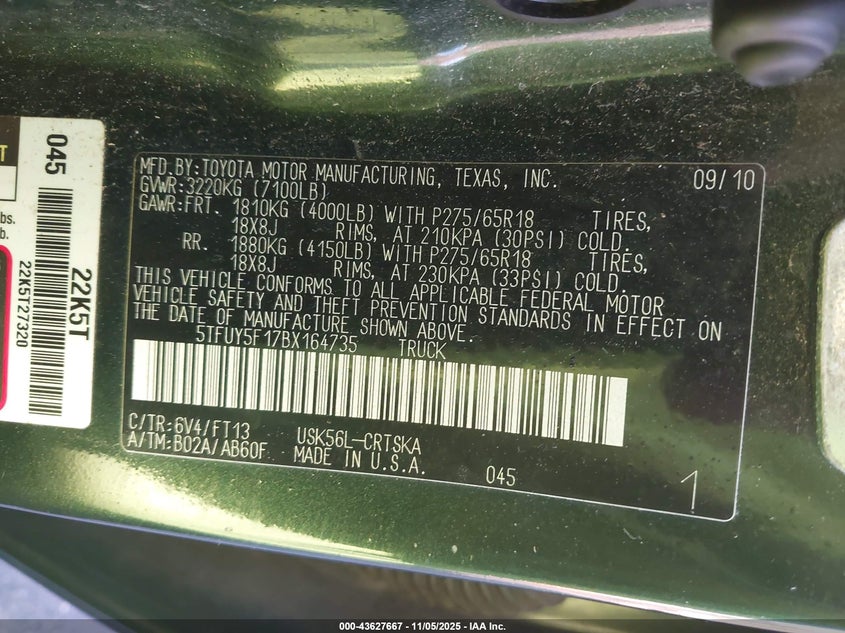 MFD.BY:TOYOTA MOTOR MANUFACTURING, TEXAS, INC. 09/10
GVWR:3220KG (7100LB)
GAWR:FRT. 1810KG (4000LB) WITH P275/65R18 TIRES,
18X8J RIMS, AT 210KPA (30PSI) COLD.
RR. 1880KG (4150LB) WITH P275/65R18 TIRES,
18X8J RIMS, AT 230KPA (33PSI) COLD.
THIS VEHICLE CONFORMS TO ALL APPLICABLE FEDERAL MOTOR
VEHICLE SAFETY AND THEFT PREVENTION STANDARDS IN EFFECT ON
THE DATE OF MANUFACTURE SHOWN ABOVE.
5TFUY5F17BX164735 TRUCK
C/TR:6V4/FT13 USK56L-CRTSKA
A/TM:B02A/AB60F MADE IN U.S.A. 045 1
045
22K5T
22K5T27320
lbs.
b.
000-43627667 - 11/05/2025 - IAA Inc.